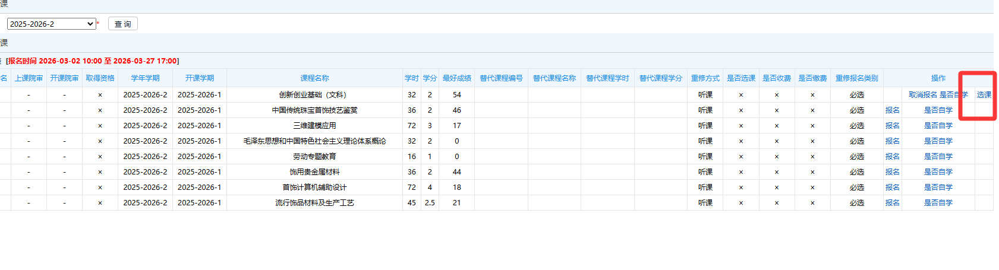 课
2025-2026-2 * 查 询
课
[报名时间 2026-03-02 10:00 至 2026-03-27 17:00]
名 上课院审 开课院审 取得资格 学年学期 开课学期 课程名称 学时 学分 最好成绩 替代课程编号 替代课程名称 替代课程学时 替代课程学分 重修方式 是否选课 是否收费 是否缴费 重修报名类别 操作
- - × 2025-2026-2 2025-2026-1 创新创业基础（文科） 32 2 54 听课 × × × 必选 取消报名 是否自学 选课
- - × 2025-2026-2 2025-2026-1 中国传统珠宝首饰技艺鉴赏 36 2 46 听课 × × × 必选 报名 是否自学
- - × 2025-2026-2 2025-2026-1 三维建模应用 72 3 17 听课 × × × 必选 报名 是否自学
- - × 2025-2026-2 2025-2026-1 毛泽东思想和中国特色社会主义理论体系概论 32 2 0 听课 × × × 必选 报名 是否自学
- - × 2025-2026-2 2025-2026-1 劳动专题教育 16 1 0 听课 × × × 必选 报名 是否自学
- - × 2025-2026-2 2025-2026-1 饰用贵金属材料 36 2 44 听课 × × × 必选 报名 是否自学
- - × 2025-2026-2 2025-2026-1 首饰计算机辅助设计 72 4 18 听课 × × × 必选 报名 是否自学
- - × 2025-2026-2 2025-2026-1 流行饰品材料及生产工艺 45 2.5 21 听课 × × × 必选 报名 是否自学